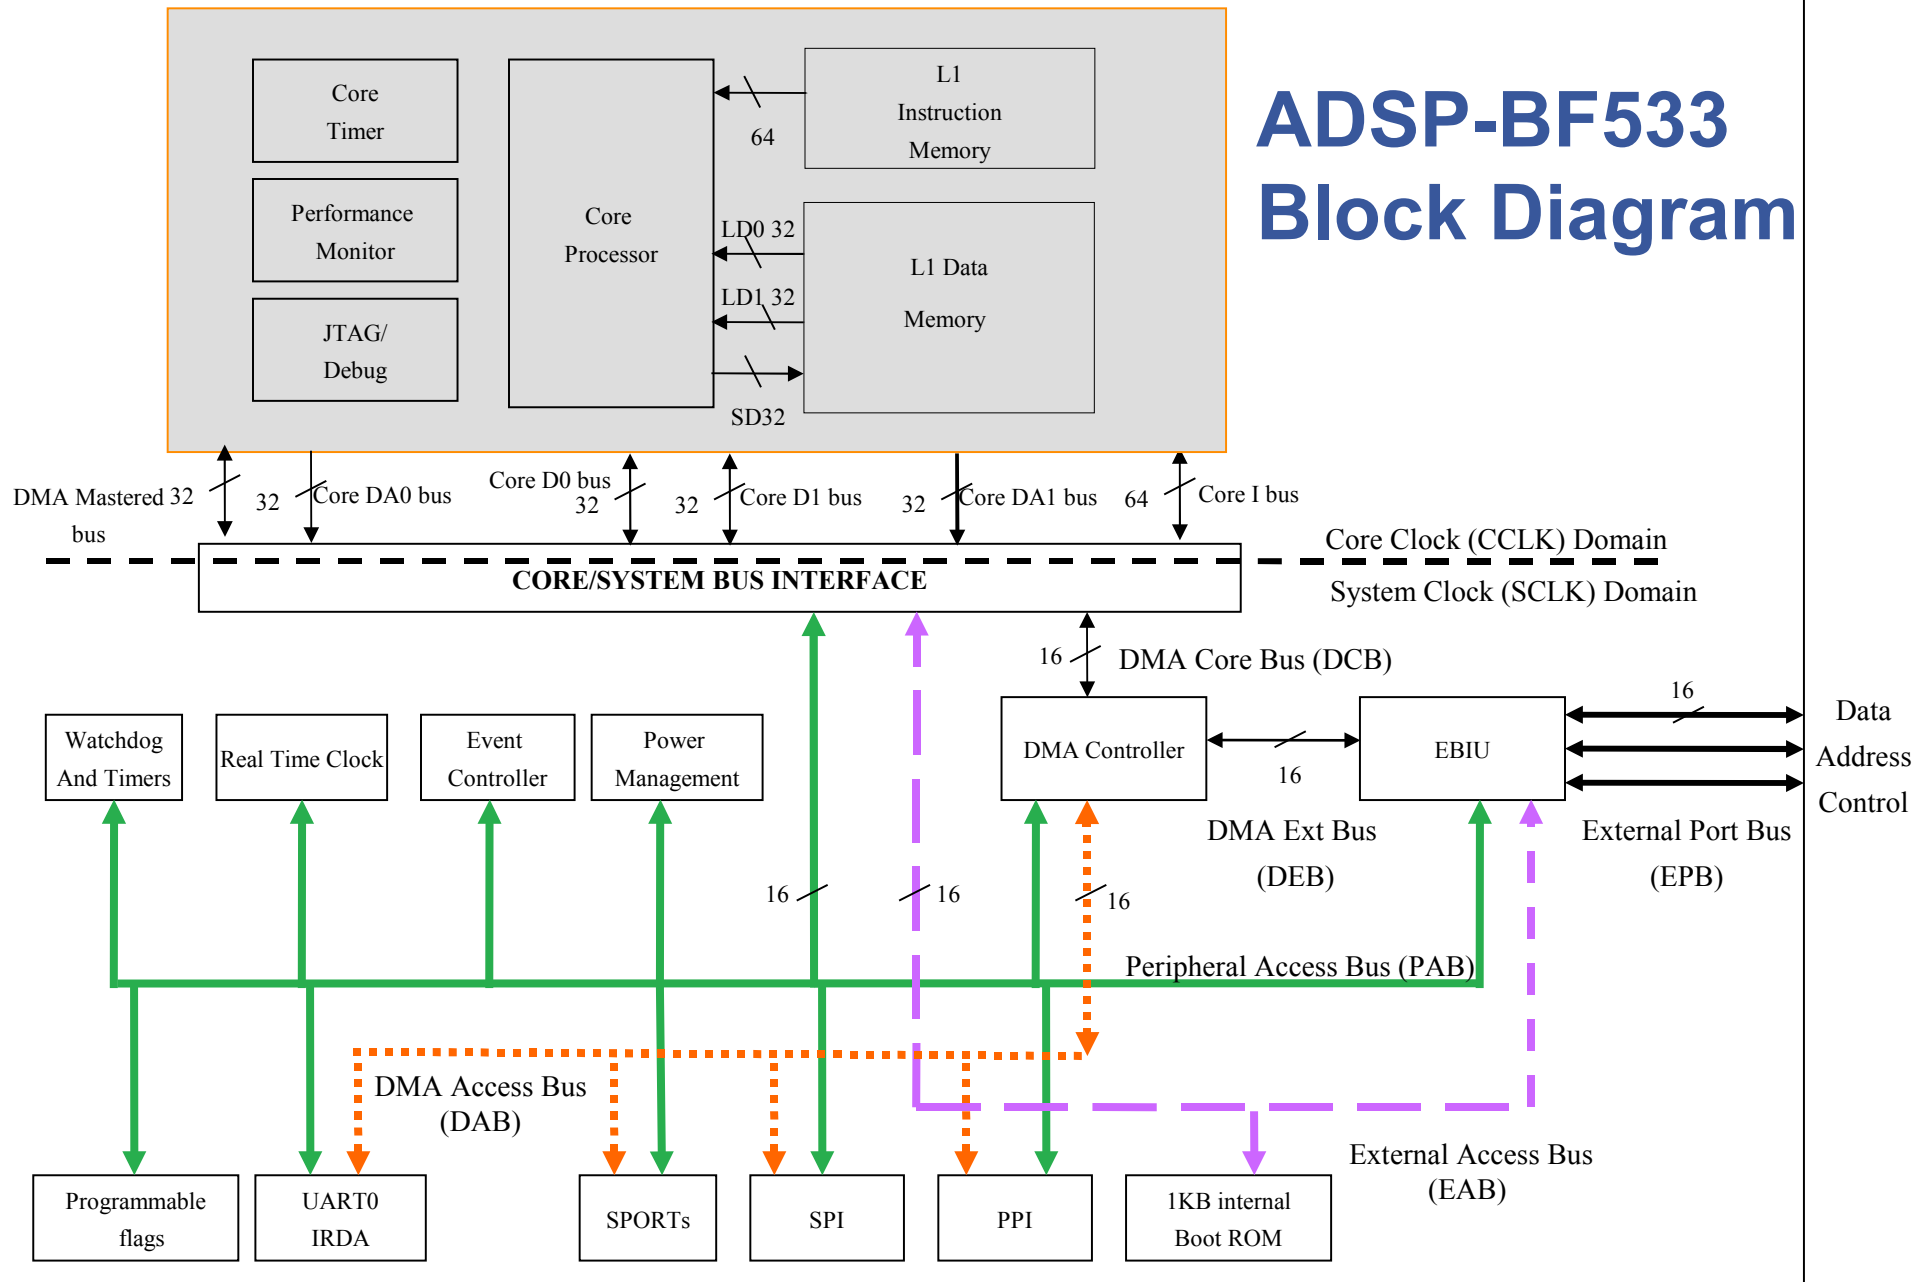 ADSP-BF533
Block Diagram
Core
Timer
Performance
Monitor
JTAG/
Debug
Core
Processor
L1
Instruction
Memory
64
LD0 32
LD1 32
SD32
L1 Data
Memory
DMA Mastered 32
bus
32
Core DA0 bus
Core D0 bus
32
32
Core D1 bus
32
Core DA1 bus
64
Core I bus
Core Clock (CCLK) Domain
CORE/SYSTEM BUS INTERFACE
System Clock (SCLK) Domain
16
DMA Core Bus (DCB)
Watchdog
And Timers
Real Time Clock
Event
Controller
Power
Management
DMA Controller
16
EBIU
16
Data
Address
Control
DMA Ext Bus
(DEB)
External Port Bus
(EPB)
16
16
16
Peripheral Access Bus (PAB)
DMA Access Bus
(DAB)
External Access Bus
(EAB)
Programmable
flags
UART0
IRDA
SPORTs
SPI
PPI
1KB internal
Boot ROM